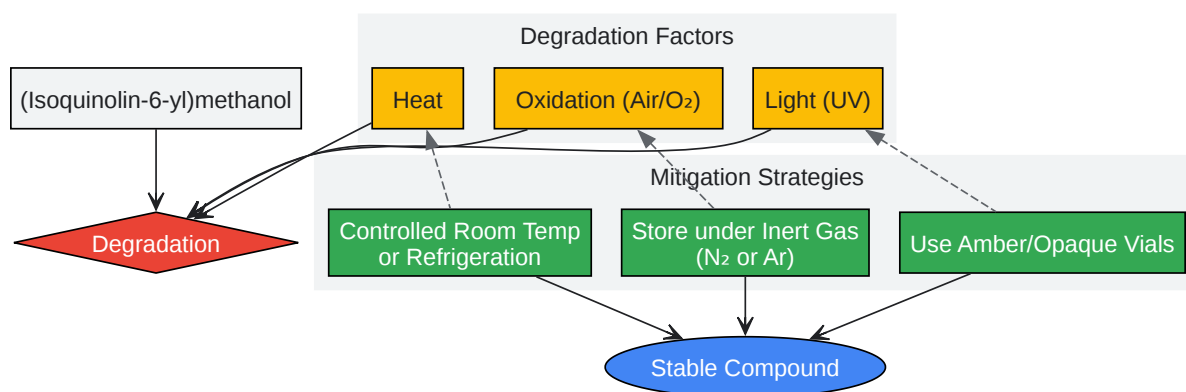 Degradation Factors
(Isoquinolin-6-yl)methanol
Heat
Oxidation (Air/O₂)
Light (UV)
Mitigation Strategies
Degradation
Controlled Room Temp
or Refrigeration
Store under Inert Gas
(N₂ or Ar)
Use Amber/Opaque Vials
Stable Compound